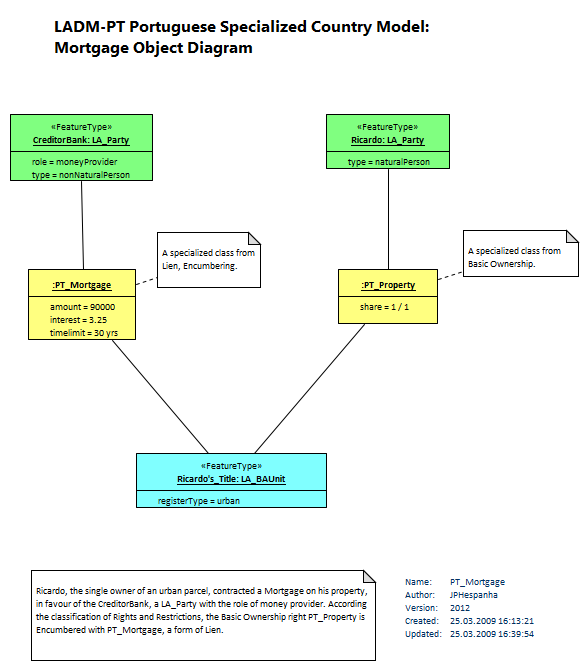 LADM-PT Portuguese Specialized Country Model:
Mortgage Object Diagram
«FeatureType»
CreditorBank: LA_Party
role = moneyProvider
type = nonNaturalPerson
«FeatureType»
Ricardo: LA_Party
type = naturalPerson
A specialized class from
Lien, Encumbering.
A specialized class from
Basic Ownership.
:PT_Mortgage
amount = 90000
interest = 3.25
timelimit = 30 yrs
:PT_Property
share = 1 / 1
«FeatureType»
Ricardo's_Title: LA_BAUnit
registerType = urban
Ricardo, the single owner of an urban parcel, contracted a Mortgage on his property,
in favour of the CreditorBank, a LA_Party with the role of money provider. According
the classification of Rights and Restrictions, the Basic Ownership right PT_Property is
Encumbered with PT_Mortgage, a form of Lien.
Name: PT_Mortgage
Author: JPHespanha
Version: 2012
Created: 25.03.2009 16:13:21
Updated: 25.03.2009 16:39:54